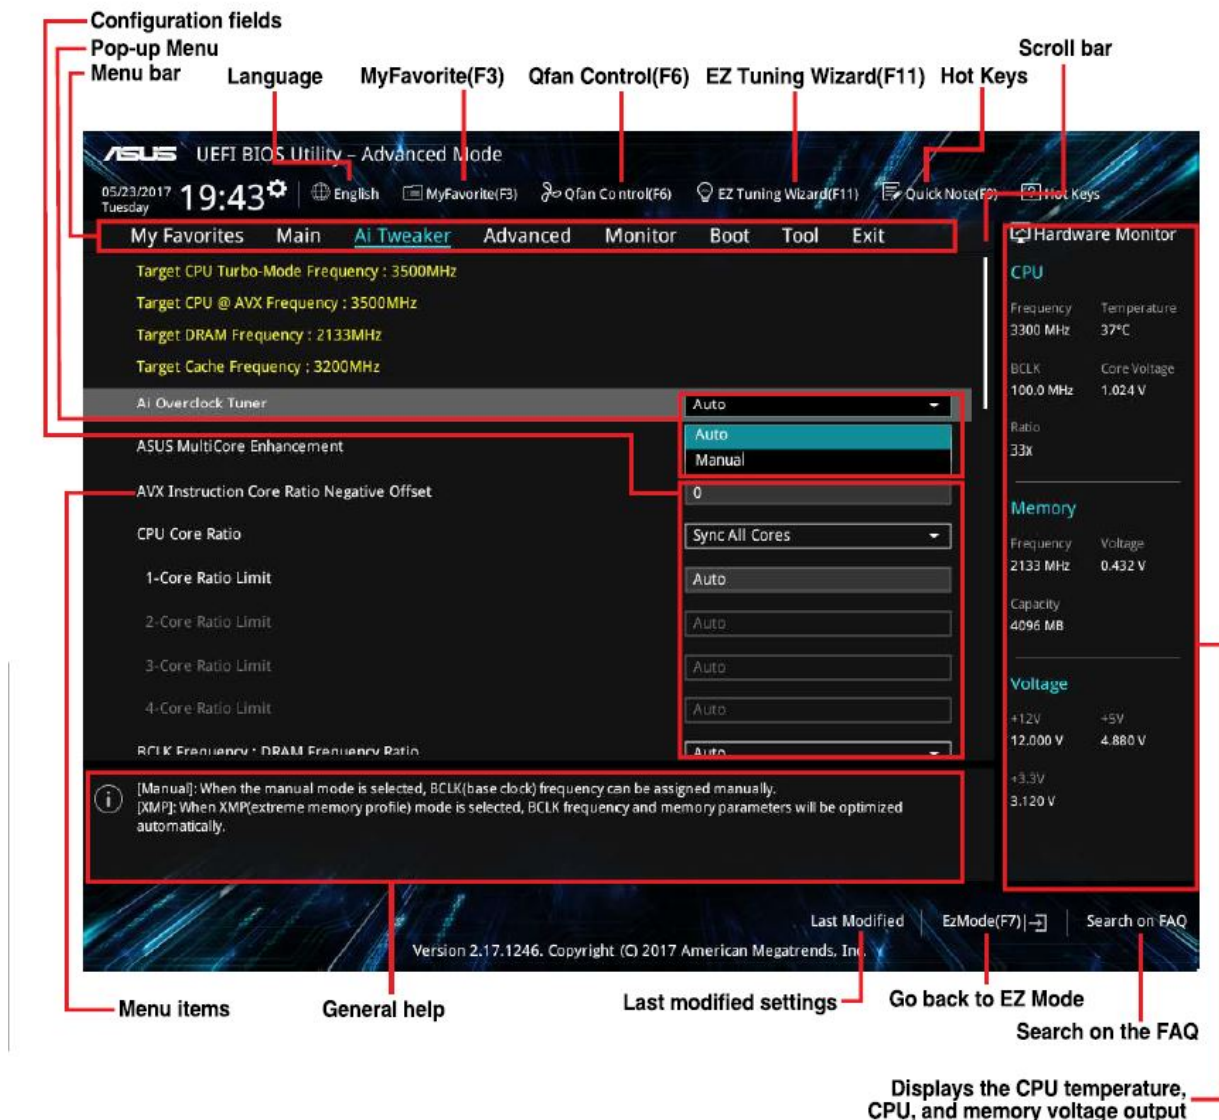 Configuration fields
Pop-up Menu
Menu bar
Language
MyFavorite(F3)
Qfan Control(F6)
EZ Tuning Wizard(F11)
Hot Keys
Scroll bar
ASUS UEFI BIOS Utility – Advanced Mode
05/23/2017
Tuesday
19:43
English
MyFavorite(F3)
Qfan Control(F6)
EZ Tuning Wizard(F11)
Quick Note(F9)
Hot Keys
My Favorites Main Ai Tweaker Advanced Monitor Boot Tool Exit
Target CPU Turbo-Mode Frequency : 3500MHz
Target CPU @ AVX Frequency : 3500MHz
Target DRAM Frequency : 2133MHz
Target Cache Frequency : 3200MHz
Ai Overclock Tuner
Auto
Auto
Manual
ASUS MultiCore Enhancement
AVX Instruction Core Ratio Negative Offset
0
CPU Core Ratio
Sync All Cores
1-Core Ratio Limit
Auto
2-Core Ratio Limit
Auto
3-Core Ratio Limit
Auto
4-Core Ratio Limit
Auto
BCLK Frequency : DRAM Frequency Ratio
Auto
[Manual]: When the manual mode is selected, BCLK(base clock) frequency can be assigned manually.
[XMP]: When XMP(extreme memory profile) mode is selected, BCLK frequency and memory parameters will be optimized
automatically.
Hardware Monitor
CPU
Frequency Temperature
3300 MHz 37°C
BCLK Core Voltage
100.0 MHz 1.024 V
Ratio
33x
Memory
Frequency Voltage
2133 MHz 0.432 V
Capacity
4096 MB
Voltage
+12V +5V
12.000 V 4.880 V
+3.3V
3.120 V
Last Modified
EzMode(F7)
Search on FAQ
Version 2.17.1246. Copyright (C) 2017 American Megatrends, Inc.
Menu items
General help
Last modified settings
Go back to EZ Mode
Search on the FAQ
Displays the CPU temperature,
CPU, and memory voltage output